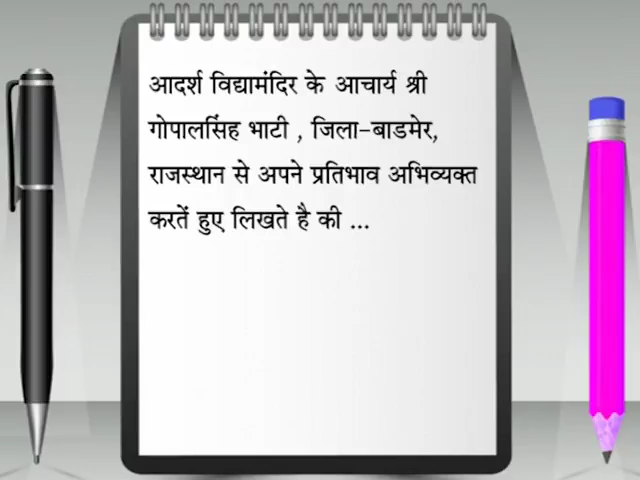 आदर्श विद्यामंदिर के आचार्य श्री
गोपालसिंह भाटी , जिला-बाडमेर,
राजस्थान से अपने प्रतिभाव अभिव्यक्त
करतें हुए लिखते है की ...